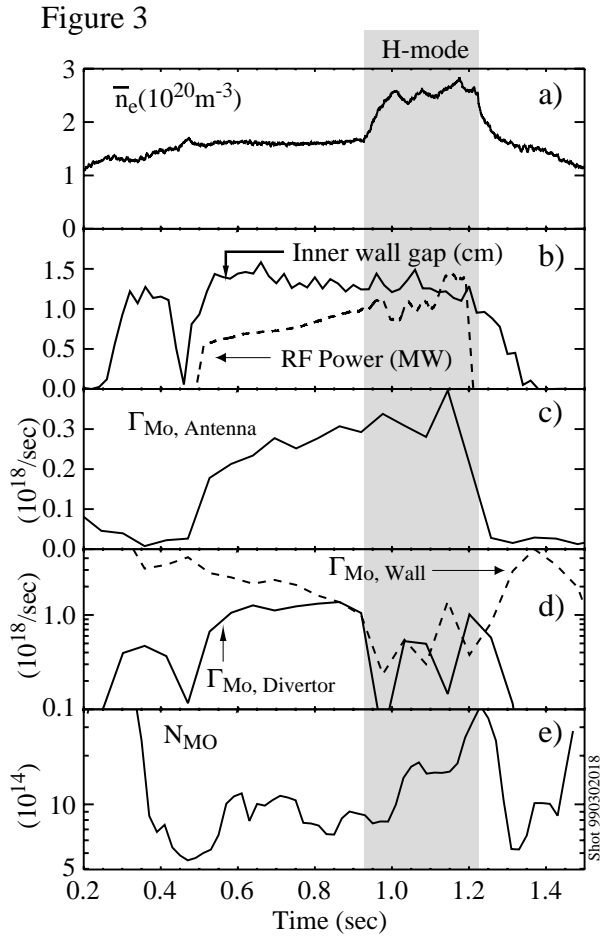 Figure 3
H-mode
3
n̅e(10²⁰m⁻³)
a)
2
1
0
Inner wall gap (cm)
b)
1.5
1.0
0.5
RF Power (MW)
0.0
c)
ΓMo, Antenna
0.3
0.2
0.1
(10¹⁸/sec)
0.0
ΓMo, Wall
d)
1.0
(10¹⁸/sec)
ΓMo, Divertor
0.1
NMO
e)
10
(10¹⁴)
5
0.2 0.4 0.6 0.8 1.0 1.2 1.4
Time (sec)
Shot 990302018